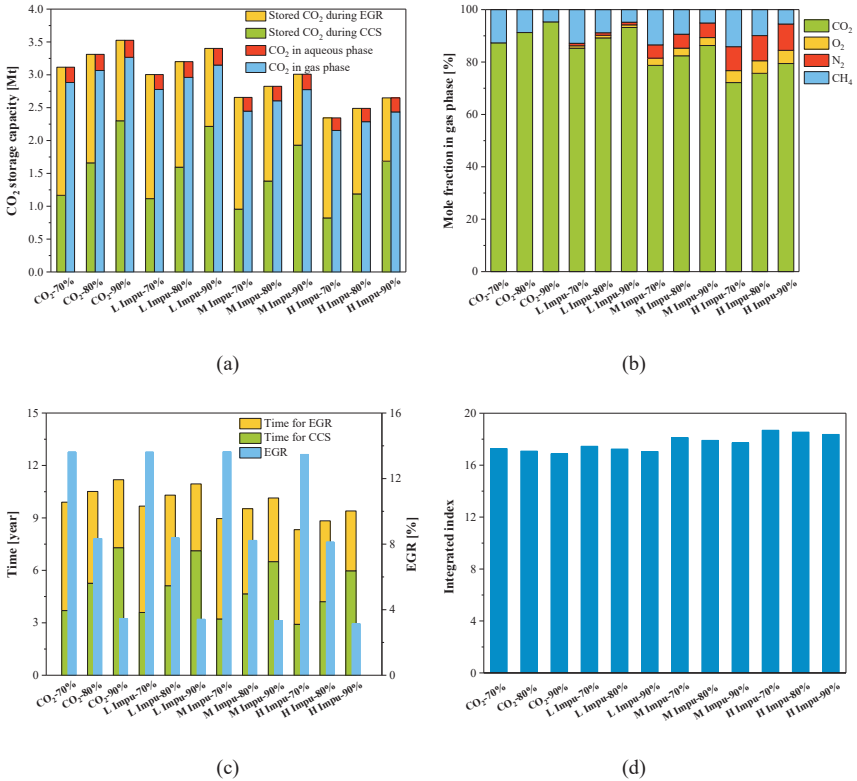 Stored CO₂ during EGR
Stored CO₂ during CCS
CO₂ in aqueous phase
CO₂ in gas phase
CO₂ storage capacity [Mt]
4.0
3.5
3.0
2.5
2.0
1.5
1.0
0.5
0.0
CO₂-70%
CO₂-80%
CO₂-90%
L Impu-70%
L Impu-80%
L Impu-90%
M Impu-70%
M Impu-80%
M Impu-90%
H Impu-70%
H Impu-80%
H Impu-90%
(a)
CO₂
O₂
N₂
CH₄
Mole fraction in gas phase [%]
100
80
60
40
20
0
CO₂-70%
CO₂-80%
CO₂-90%
L Impu-70%
L Impu-80%
L Impu-90%
M Impu-70%
M Impu-80%
M Impu-90%
H Impu-70%
H Impu-80%
H Impu-90%
(b)
Time for EGR
Time for CCS
EGR
Time [year]
15
12
9
6
3
0
EGR [%]
16
12
8
4
0
CO₂-70%
CO₂-80%
CO₂-90%
L Impu-70%
L Impu-80%
L Impu-90%
M Impu-70%
M Impu-80%
M Impu-90%
H Impu-70%
H Impu-80%
H Impu-90%
(c)
Integrated index
20
16
12
8
4
0
CO₂-70%
CO₂-80%
CO₂-90%
L Impu-70%
L Impu-80%
L Impu-90%
M Impu-70%
M Impu-80%
M Impu-90%
H Impu-70%
H Impu-80%
H Impu-90%
(d)